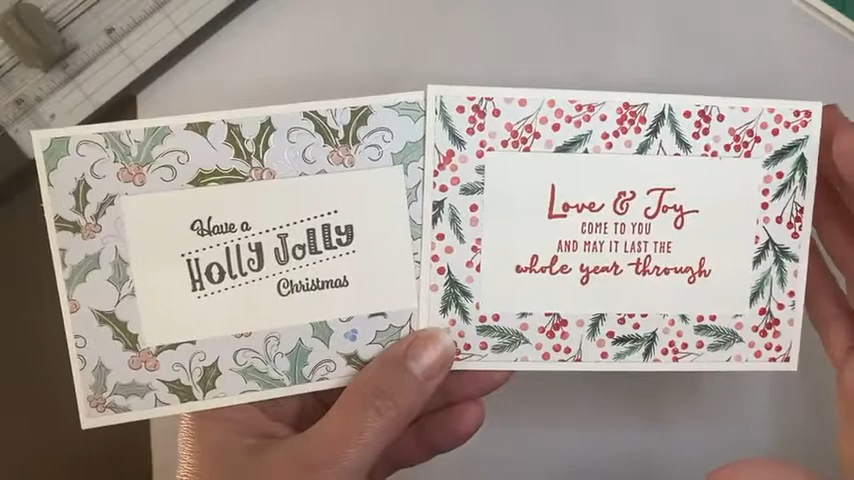 Have a
Holly Jolly
Christmas
Love & Joy
COME TO YOU
AND MAY IT LAST THE
whole year through